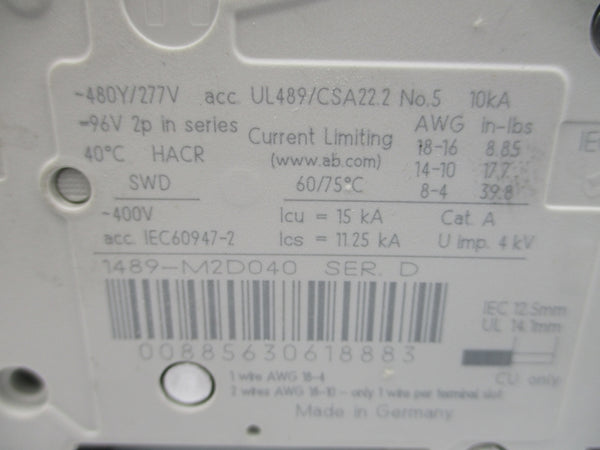 ~480Y/277V acc. UL489/CSA22.2 No.5 10kA
=96V 2p in series Current Limiting AWG in-lbs
40°C HACR (www.ab.com) 18-16 8.85
14-10 17.7
SWD 60/75°C 8-4 39.8
~400V Icu = 15 kA Cat. A
acc. IEC60947-2 Ics = 11.25 kA U imp. 4 kV
1489-M2D040 SER. D
IEC 12.5mm
UL 14.1mm
00885630618883
CU only
1 wire AWG 18-4
2 wires AWG 18-10 - only 1 wire per terminal slot
Made in Germany